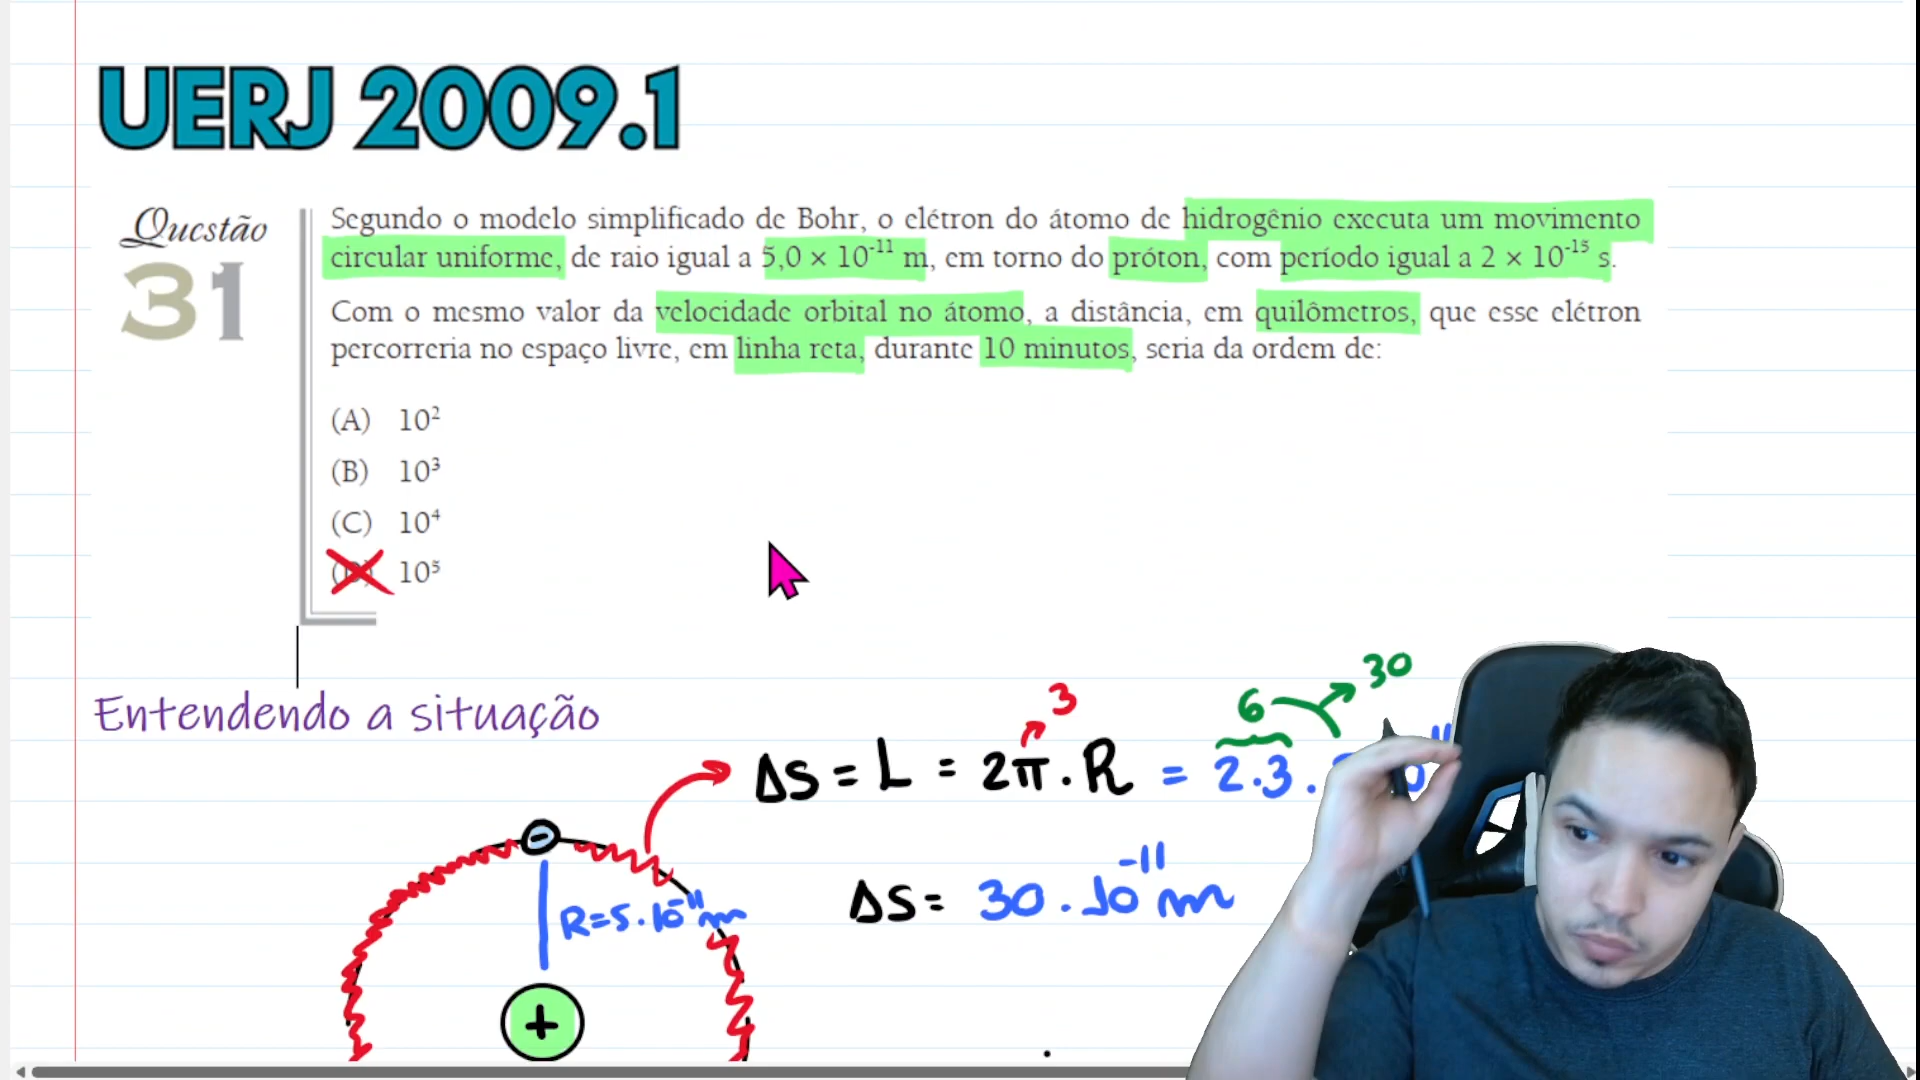 UERJ 2009.1
Questão
31
Segundo o modelo simplificado de Bohr, o elétron do átomo de hidrogênio executa um movimento
circular uniforme, de raio igual a 5,0 × 10⁻¹¹ m, em torno do próton, com período igual a 2 × 10⁻¹⁵ s.
Com o mesmo valor da velocidade orbital no átomo, a distância, em quilômetros, que esse elétron
percorreria no espaço livre, em linha reta, durante 10 minutos, seria da ordem de:
(A) 10²
(B) 10³
(C) 10⁴
(D) 10⁵
Entendendo a situação
3
6
30
ΔS = L = 2π . R = 2.3 .
-
R=5.10⁻¹¹m
ΔS = 30 . 10⁻¹¹ m
+